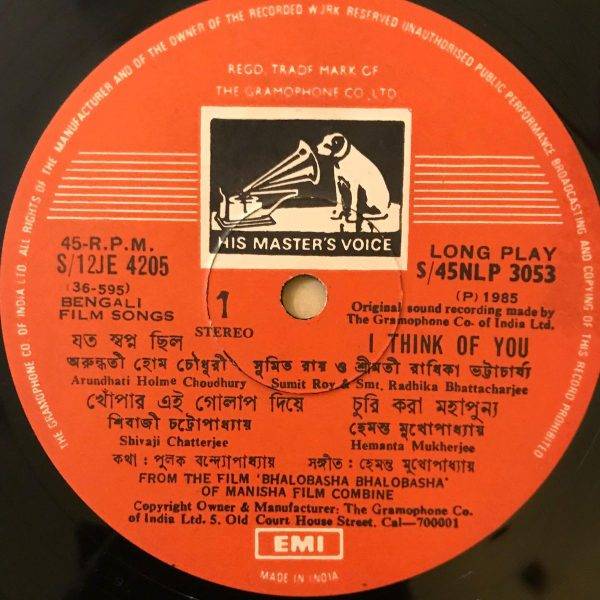 THE GRAMOPHONE CO. OF INDIA LTD. ALL RIGHTS OF THE MANUFACTURER AND OF THE OWNER OF THE RECORDED WORK RESERVED UNAUTHORISED PUBLIC PERFORMANCE BROADCASTING AND COPYING OF THIS RECORD PROHIBITED
REGD. TRADE MARK OF
THE GRAMOPHONE CO., LTD
HIS MASTER'S VOICE
45-R.P.M.
S/12JE 4205
(36-595)
BENGALI
FILM SONGS
1
STEREO
LONG PLAY
S/45NLP 3053
(P) 1985
Original sound recording made by
The Gramophone Co. of India Ltd.
যত স্বপ্ন ছিল
I THINK OF YOU
অরুন্ধতী হোম চৌধুরী
সুমিত রায় ও শ্রীমতী রাধিকা ভট্টাচার্য্য
Arundhati Holme Choudhury
Sumit Roy & Smt. Radhika Bhattacharjee
খোঁপার এই গোলাপ দিয়ে
চুরি করা মহাপুন্য
শিবাজী চট্টোপাধ্যায়
হেমন্ত মুখোপাধ্যায়
Shivaji Chatterjee
Hemanta Mukherjee
কথা : পুলক বন্দ্যোপাধ্যায়
সংগীত : হেমন্ত মুখোপাধ্যায়
FROM THE FILM 'BHALOBASHA BHALOBASHA'
OF MANISHA FILM COMBINE
Copyright Owner & Manufacturer: The Gramophone Co.
of India Ltd. 5, Old Court House Street, Cal—700001
EMI
MADE IN INDIA